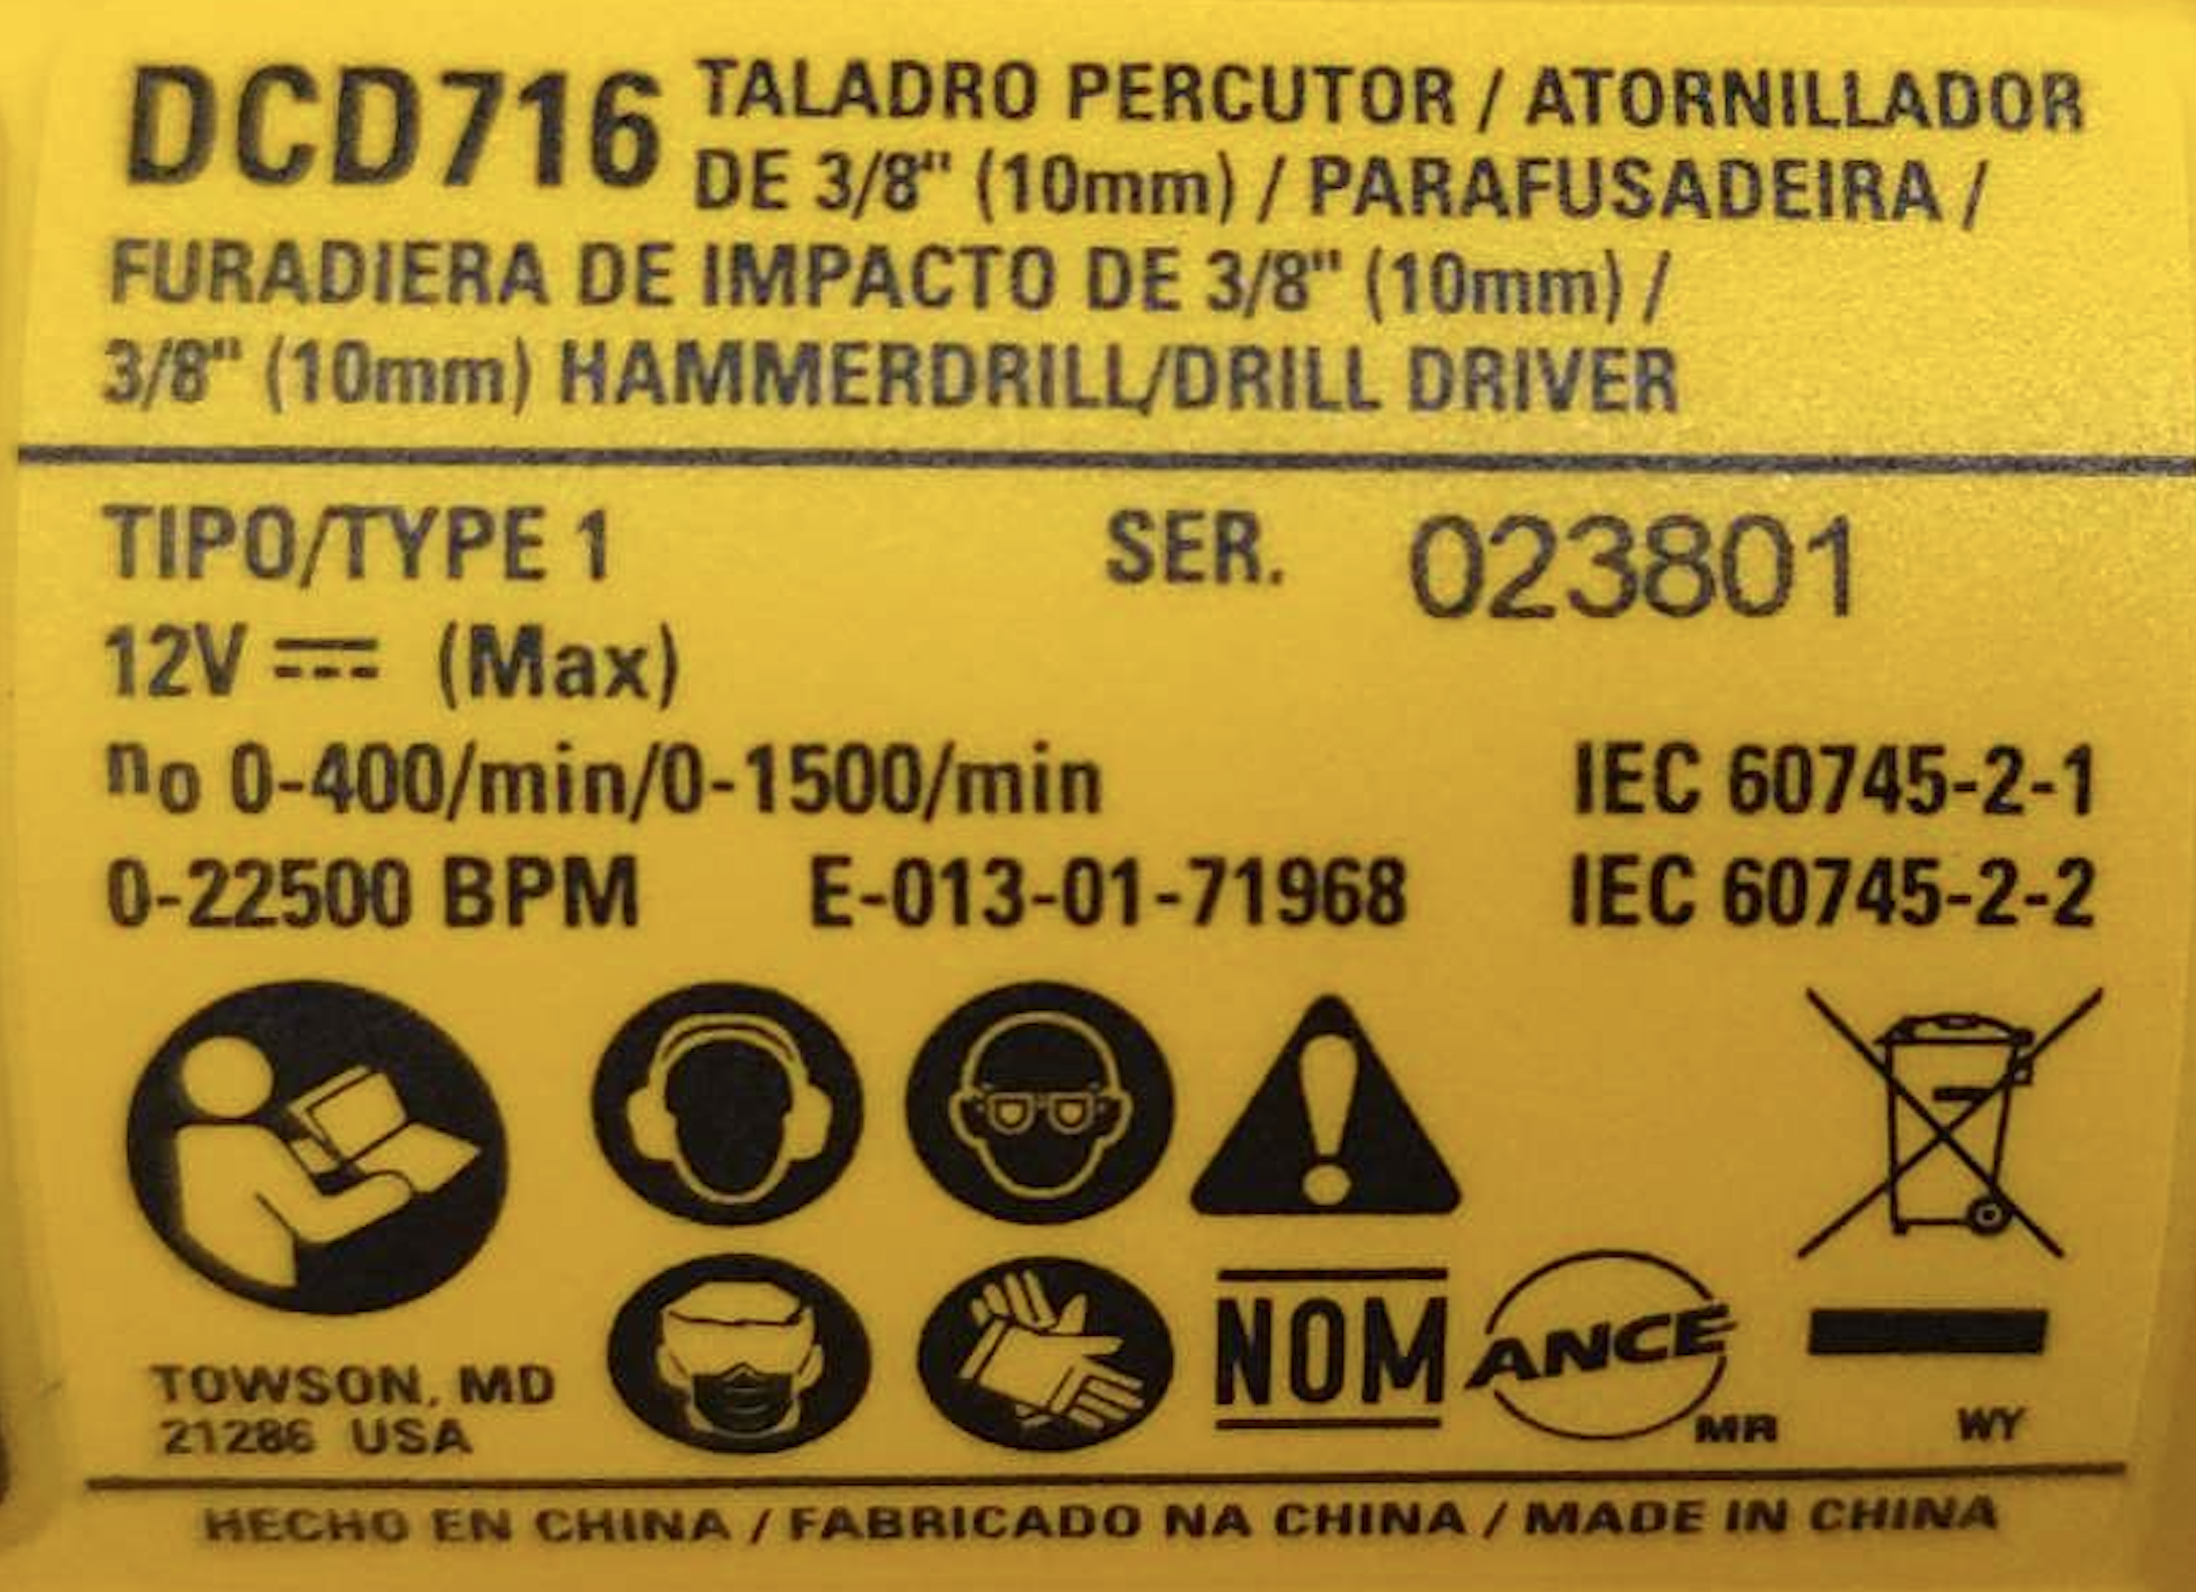 DCD716 TALADRO PERCUTOR / ATORNILLADOR
DE 3/8" (10mm) / PARAFUSADEIRA /
FURADIERA DE IMPACTO DE 3/8" (10mm) /
3/8" (10mm) HAMMERDRILL/DRILL DRIVER
TIPO/TYPE 1 SER. 023801
12V ⎓ (Max)
no 0-400/min/0-1500/min IEC 60745-2-1
0-22500 BPM E-013-01-71968 IEC 60745-2-2
NOM ANCE MR
TOWSON, MD
21286 USA
WY
HECHO EN CHINA / FABRICADO NA CHINA / MADE IN CHINA